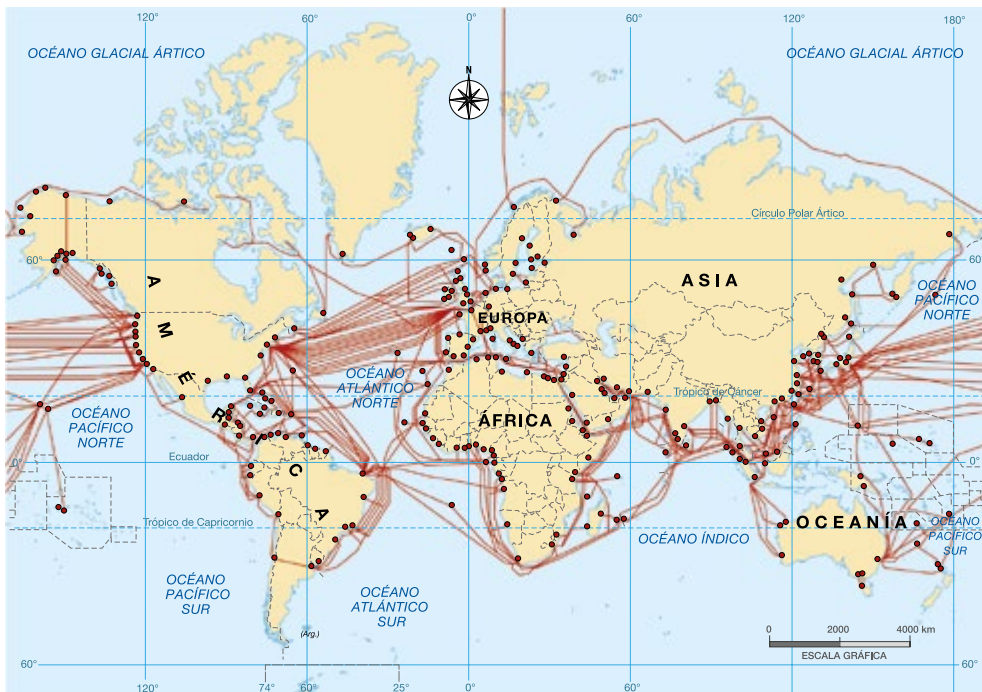 120°
60°
0°
60°
120°
180°
OCÉANO GLACIAL ÁRTICO
OCÉANO GLACIAL ÁRTICO
N
Círculo Polar Ártico
60°
60°
AMÉRICA
ASIA
EUROPA
OCÉANO
PACÍFICO
NORTE
OCÉANO
ATLÁNTICO
NORTE
Trópico de Cáncer
OCÉANO
PACÍFICO
NORTE
ÁFRICA
Ecuador
0°
0°
Trópico de Capricornio
OCEANÍA
OCÉANO
PACÍFICO
SUR
OCÉANO ÍNDICO
OCÉANO
PACÍFICO
SUR
OCÉANO
ATLÁNTICO
SUR
(Arg.)
0
2000
4000 km
ESCALA GRÁFICA
60°
60°
120°
74°
60°
25°
0°
60°
120°
180°